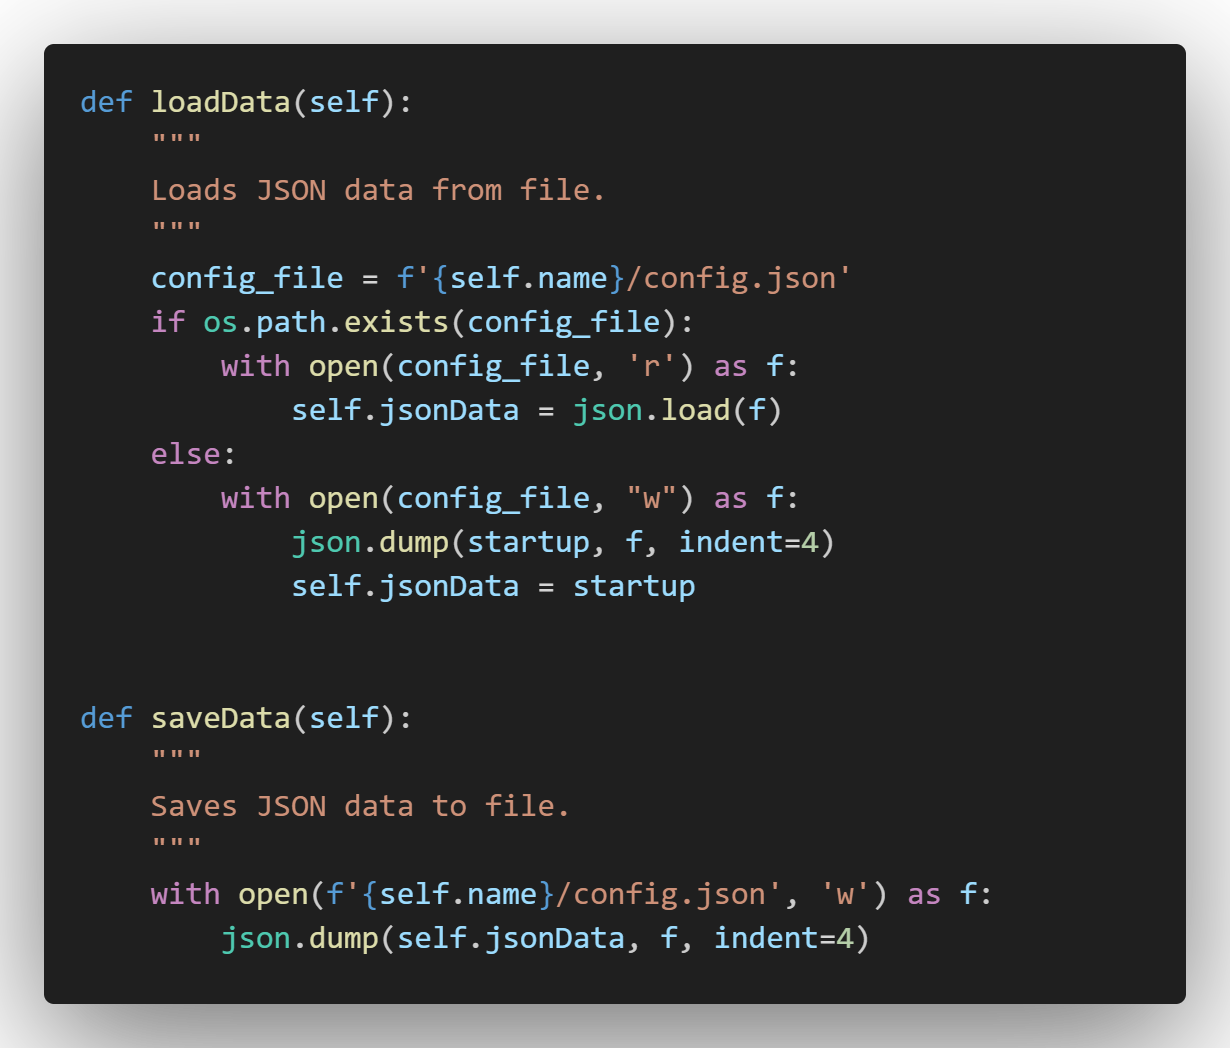 def loadData(self):
    """
    Loads JSON data from file.
    """
    config_file = f'{self.name}/config.json'
    if os.path.exists(config_file):
        with open(config_file, 'r') as f:
            self.jsonData = json.load(f)
    else:
        with open(config_file, "w") as f:
            json.dump(startup, f, indent=4)
            self.jsonData = startup


def saveData(self):
    """
    Saves JSON data to file.
    """
    with open(f'{self.name}/config.json', 'w') as f:
        json.dump(self.jsonData, f, indent=4)